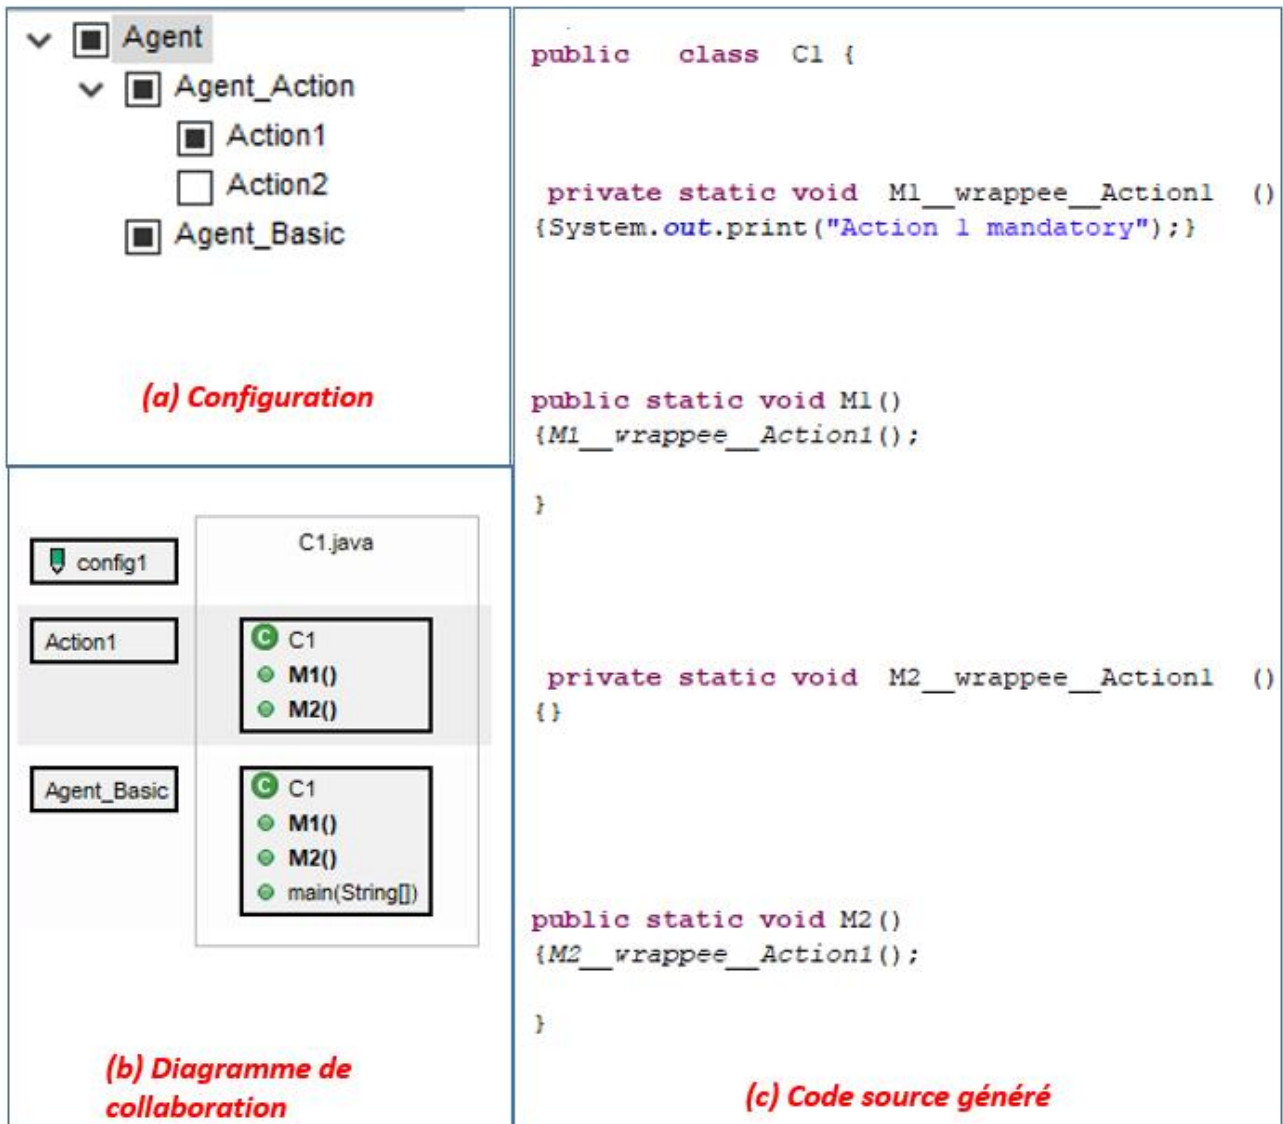 Agent
Agent_Action
Action1
Action2
Agent_Basic
(a) Configuration
config1
C1.java
Action1
C C1
M1()
M2()
Agent_Basic
C C1
M1()
M2()
main(String[])
(b) Diagramme de
collaboration
public class C1 {
private static void M1__wrappee__Action1 ()
{System.out.print("Action 1 mandatory");}
public static void M1()
{M1__wrappee__Action1();
}
private static void M2__wrappee__Action1 ()
{}
public static void M2()
{M2__wrappee__Action1();
}
(c) Code source généré